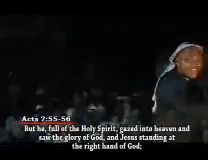 Acts 7:55-56
But he, full of the Holy Spirit, gazed into heaven and
saw the glory of God, and Jesus standing at
the right hand of God;